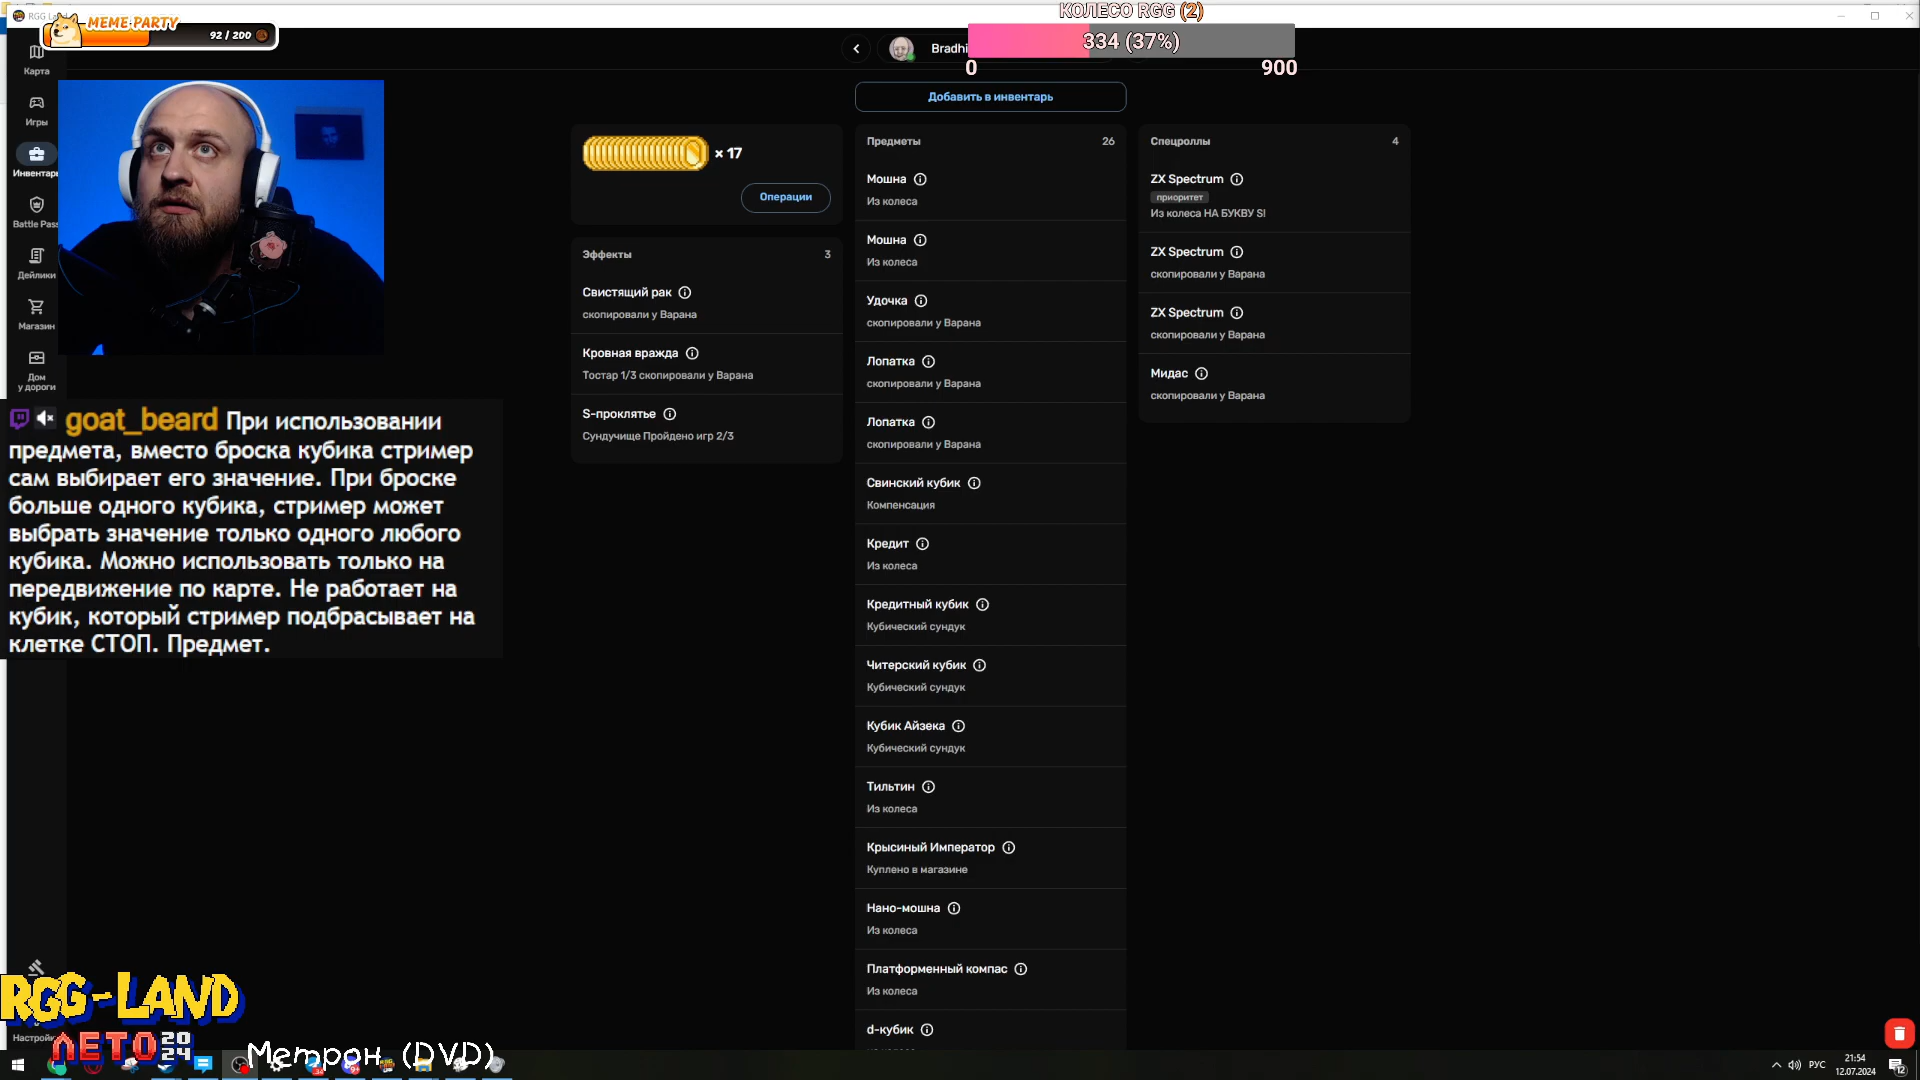 RGG Land
MEME PARTY
92 / 200
КОЛЕСО RGG (2)
334 (37%)
0
900
Карта
Игры
Инвентарь
Battle Pass
Дейлики
Магазин
Дом
у дороги
Bradhi
Добавить в инвентарь
× 17
Операции
Эффекты
3
Свистящий рак
скопировали у Варана
Кровная вражда
Тостар 1/3 скопировали у Варана
S-проклятье
Сундучище Пройдено игр 2/3
Предметы
26
Мошна
Из колеса
Мошна
Из колеса
Удочка
скопировали у Варана
Лопатка
скопировали у Варана
Лопатка
скопировали у Варана
Свинский кубик
Компенсация
Кредит
Из колеса
Кредитный кубик
Кубический сундук
Читерский кубик
Кубический сундук
Кубик Айзека
Кубический сундук
Тильтин
Из колеса
Крысиный Император
Куплено в магазине
Нано-мошна
Из колеса
Платформенный компас
Из колеса
d-кубик
Спецроллы
4
ZX Spectrum
приоритет
Из колеса НА БУКВУ S!
ZX Spectrum
скопировали у Варана
ZX Spectrum
скопировали у Варана
Мидас
скопировали у Варана
goat_beard При использовании
предмета, вместо броска кубика стример
сам выбирает его значение. При броске
больше одного кубика, стример может
выбрать значение только одного любого
кубика. Можно использовать только на
передвижение по карте. Не работает на
кубик, который стример подбрасывает на
клетке СТОП. Предмет.
RGG-LAND
Настройки
ЛЕТО 2024
Метрон (DVD)
РУС
21:54
12.07.2024
12